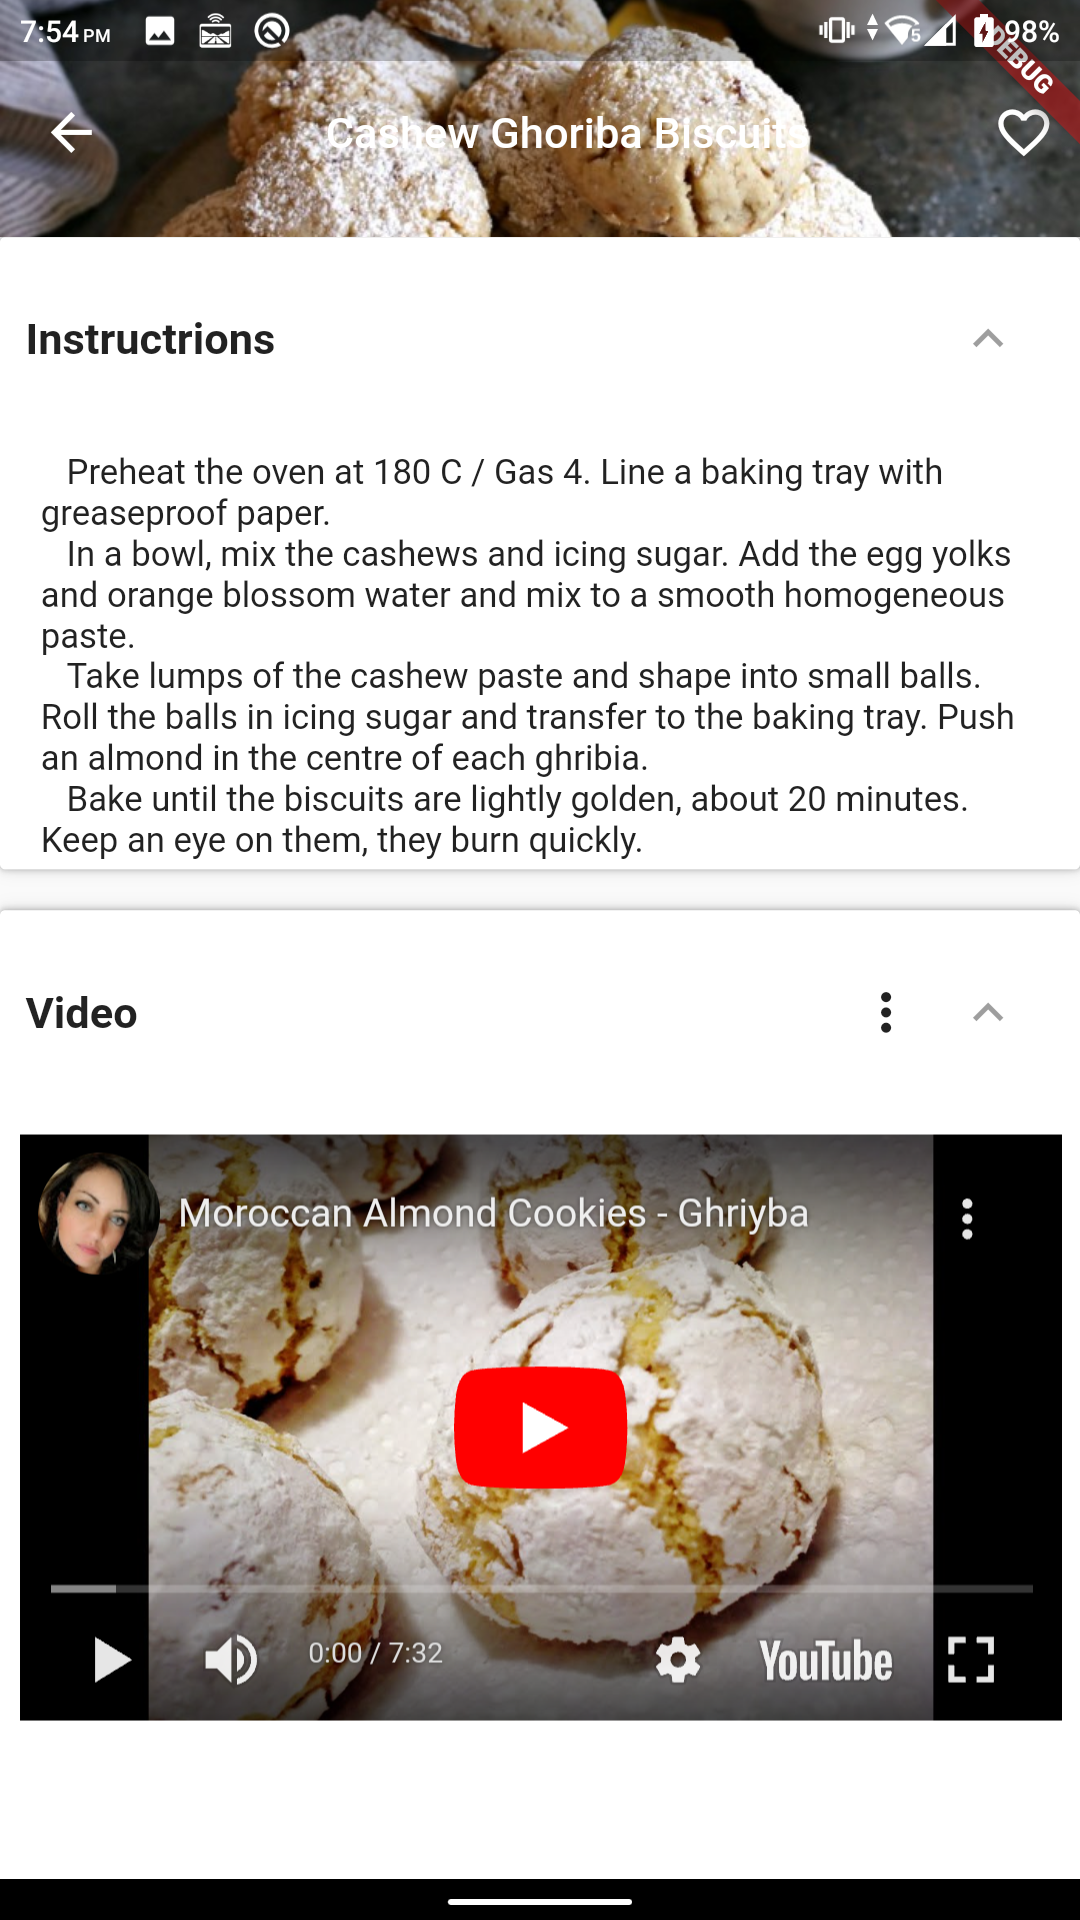 7:54 PM
5
98%
DEBUG
Cashew Ghoriba Biscuits
Instructrions
Preheat the oven at 180 C / Gas 4. Line a baking tray with
greaseproof paper.
In a bowl, mix the cashews and icing sugar. Add the egg yolks
and orange blossom water and mix to a smooth homogeneous
paste.
Take lumps of the cashew paste and shape into small balls.
Roll the balls in icing sugar and transfer to the baking tray. Push
an almond in the centre of each ghribia.
Bake until the biscuits are lightly golden, about 20 minutes.
Keep an eye on them, they burn quickly.
Video
Moroccan Almond Cookies - Ghriyba
0:00 / 7:32
YouTube